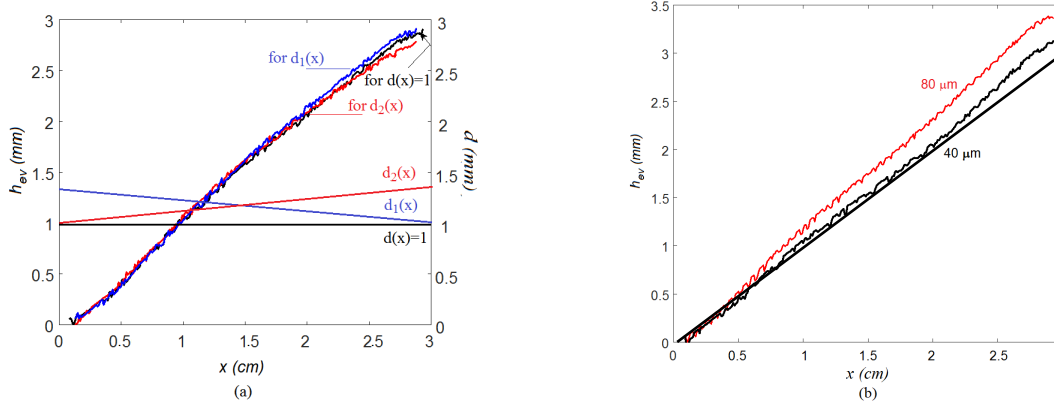 3
2.5
2
1.5
1
0.5
0
h_ev (mm)
3
2.5
2
1.5
1
0.5
0
d (mm)
for d₁(x)
for d(x)=1
for d₂(x)
d₂(x)
d₁(x)
d(x)=1
0 0.5 1 1.5 2 2.5 3
x (cm)
(a)
3.5
3
2.5
2
1.5
1
0.5
0
h_ev (mm)
80 μm
40 μm
0.5 1 1.5 2 2.5
x (cm)
(b)